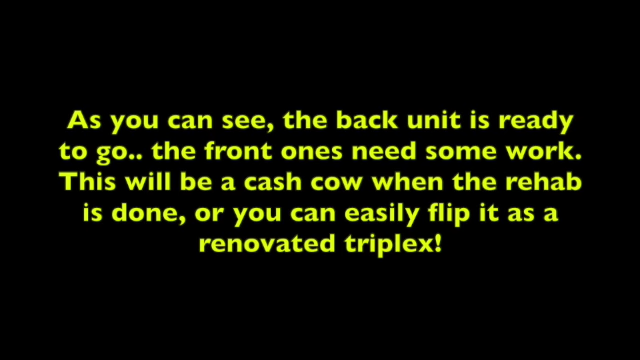 As you can see, the back unit is ready
to go.. the front ones need some work.
This will be a cash cow when the rehab
is done, or you can easily flip it as a
renovated triplex!